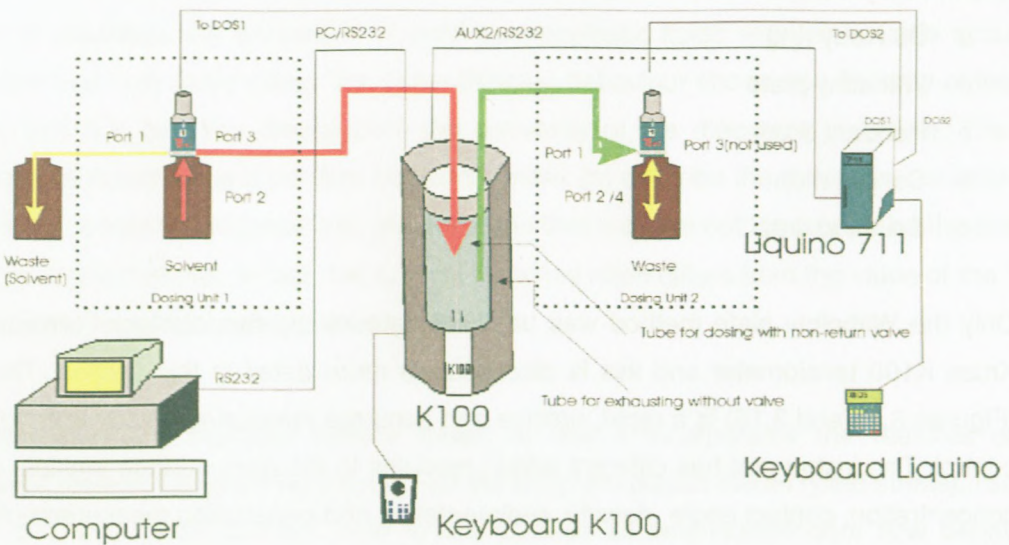 To DOS1
PC/RS232
AUX2/RS232
To DOS2
DOS1
DOS2
Port 1
Port 3
Port 1
Port 3(not used)
Port 2
Port 2 /4
Liquino 711
Waste
(Solvent)
Solvent
Waste
Dosing Unit 1
Dosing Unit 2
Tube for dosing with non-return valve
K100
RS232
Tube for exhausting without valve
K100
Keyboard Liquino
Computer
Keyboard K100